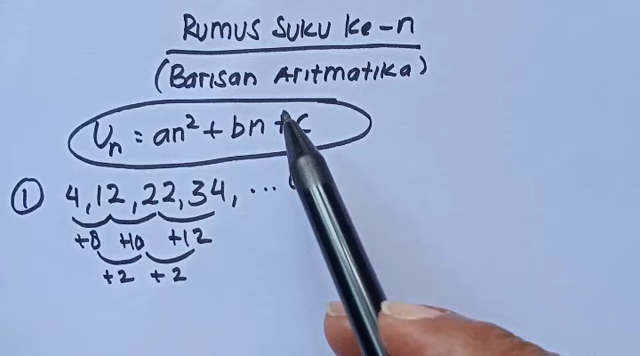 Rumus Suku ke-n
(Barisan Aritmatika)
Un = an² + bn + c
① 4, 12, 22, 34, ...
+8 +10 +12
+2 +2